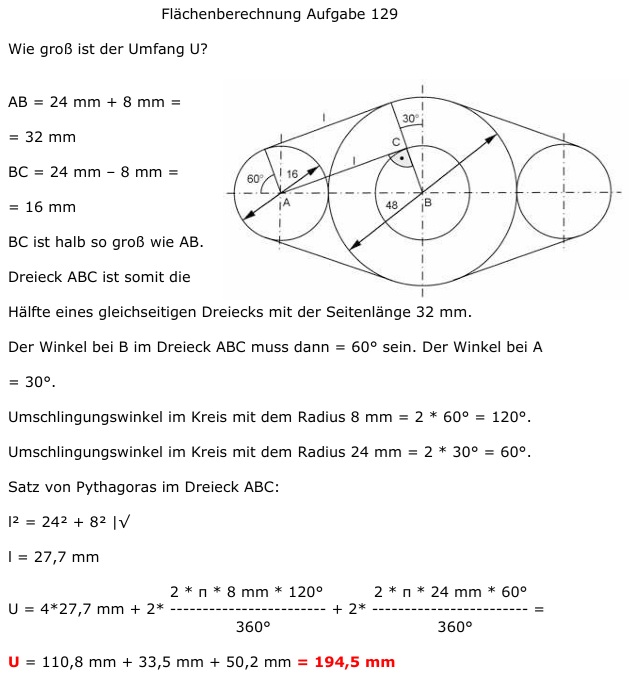 Flächenberechnung Aufgabe 129
Wie groß ist der Umfang U?
AB = 24 mm + 8 mm =
= 32 mm
BC = 24 mm – 8 mm =
= 16 mm
BC ist halb so groß wie AB.
Dreieck ABC ist somit die
l
30°
C
l
60°
16
A
48
B
Hälfte eines gleichseitigen Dreiecks mit der Seitenlänge 32 mm.
Der Winkel bei B im Dreieck ABC muss dann = 60° sein. Der Winkel bei A
= 30°.
Umschlingungswinkel im Kreis mit dem Radius 8 mm = 2 * 60° = 120°.
Umschlingungswinkel im Kreis mit dem Radius 24 mm = 2 * 30° = 60°.
Satz von Pythagoras im Dreieck ABC:
l² = 24² + 8² |√
l = 27,7 mm
2 * π * 8 mm * 120° 2 * π * 24 mm * 60°
U = 4*27,7 mm + 2* ------------------------ + 2* ------------------------ =
360° 360°
U = 110,8 mm + 33,5 mm + 50,2 mm = 194,5 mm